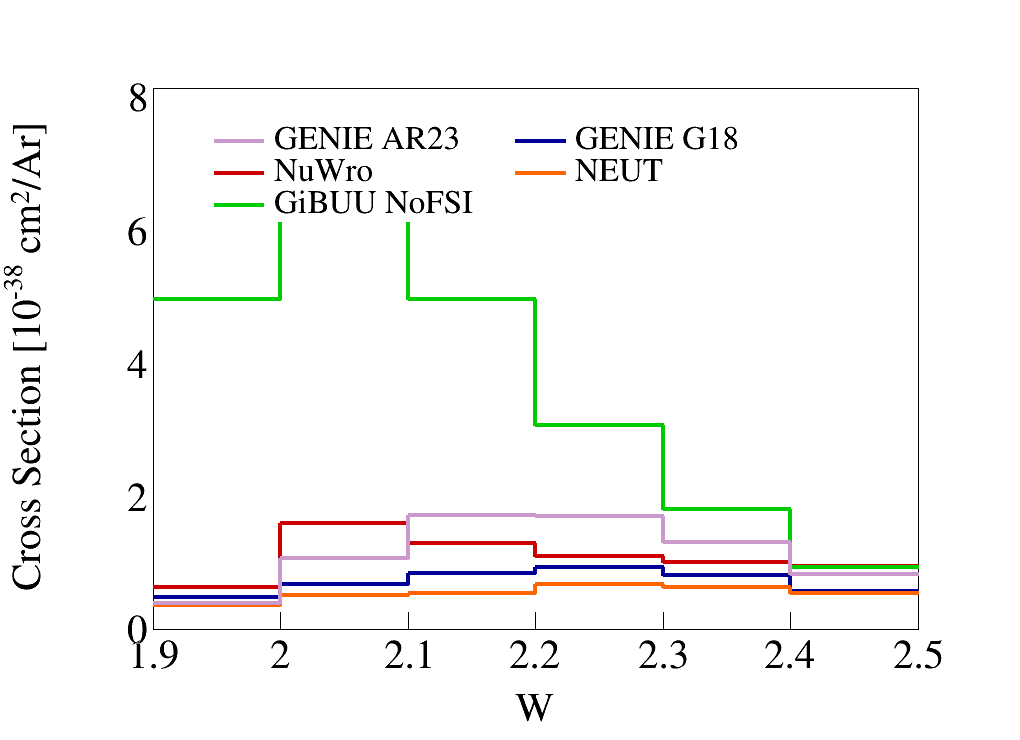 8
GENIE AR23 GENIE G18
NuWro NEUT
GiBUU NoFSI
6
4
2
0
Cross Section [10⁻³⁸ cm²/Ar]
1.9 2 2.1 2.2 2.3 2.4 2.5
W